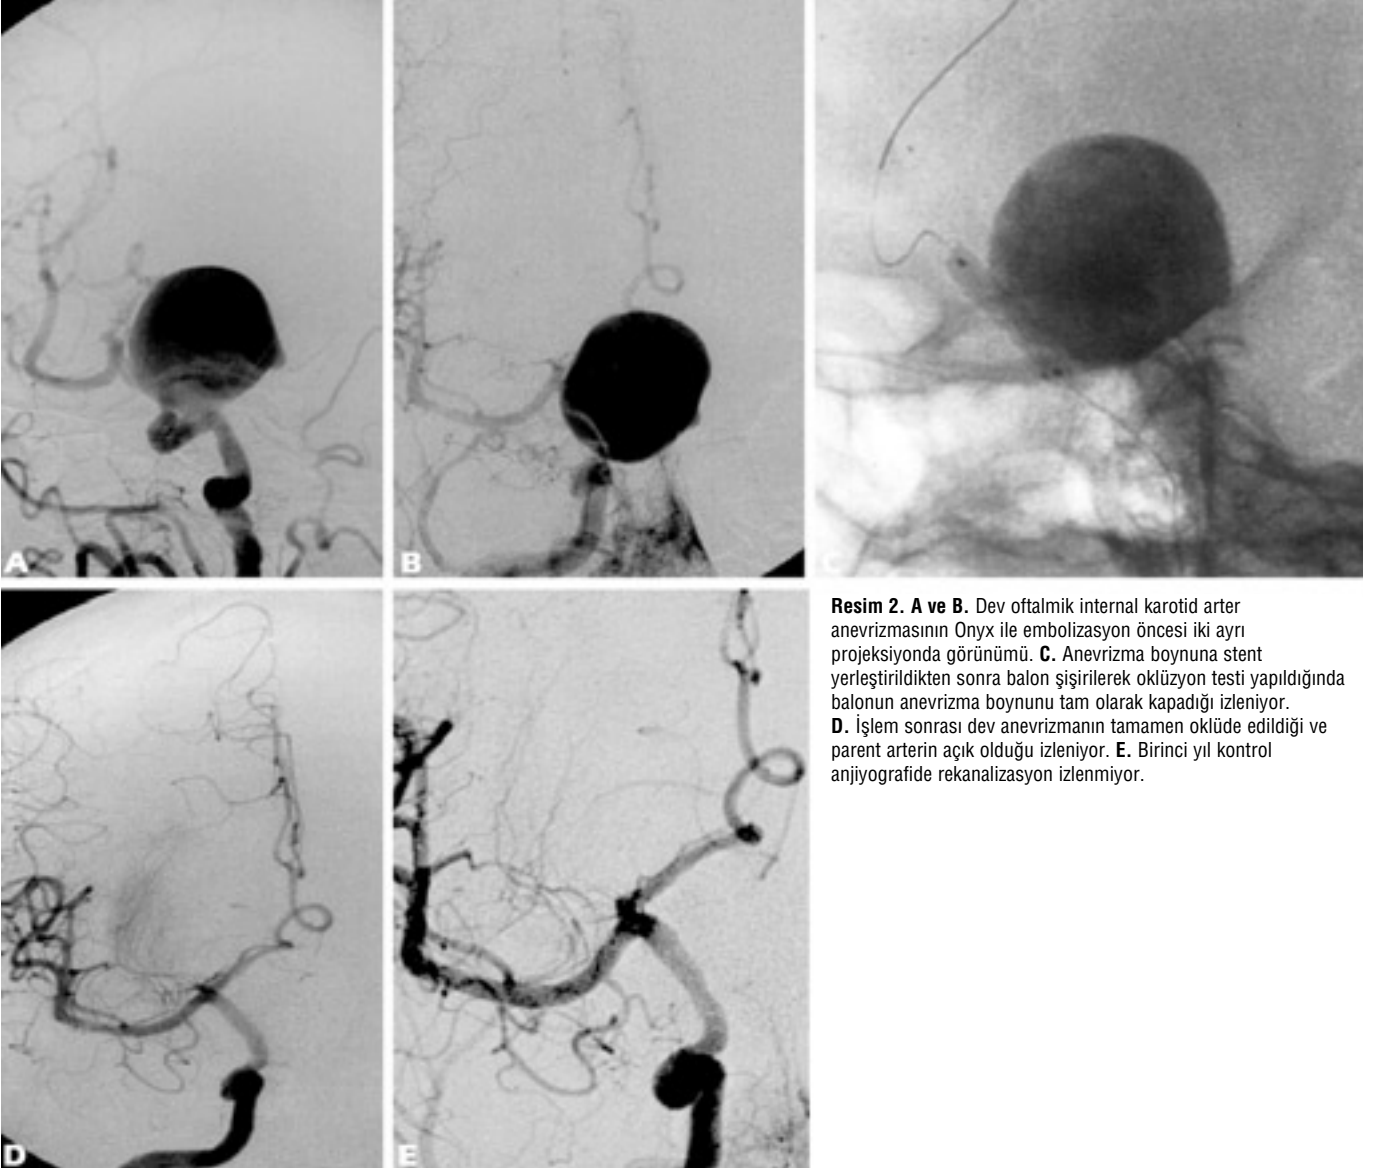 A
B
C
Resim 2. A ve B. Dev oftalmik internal karotid arter
anevrizmasının Onyx ile embolizasyon öncesi iki ayrı
projeksiyonda görünümü. C. Anevrizma boynuna stent
yerleştirildikten sonra balon şişirilerek oklüzyon testi yapıldığında
balonun anevrizma boynunu tam olarak kapadığı izleniyor.
D. İşlem sonrası dev anevrizmanın tamamen oklüde edildiği ve
parent arterin açık olduğu izleniyor. E. Birinci yıl kontrol
anjiyografide rekanalizasyon izlenmiyor.
D
E